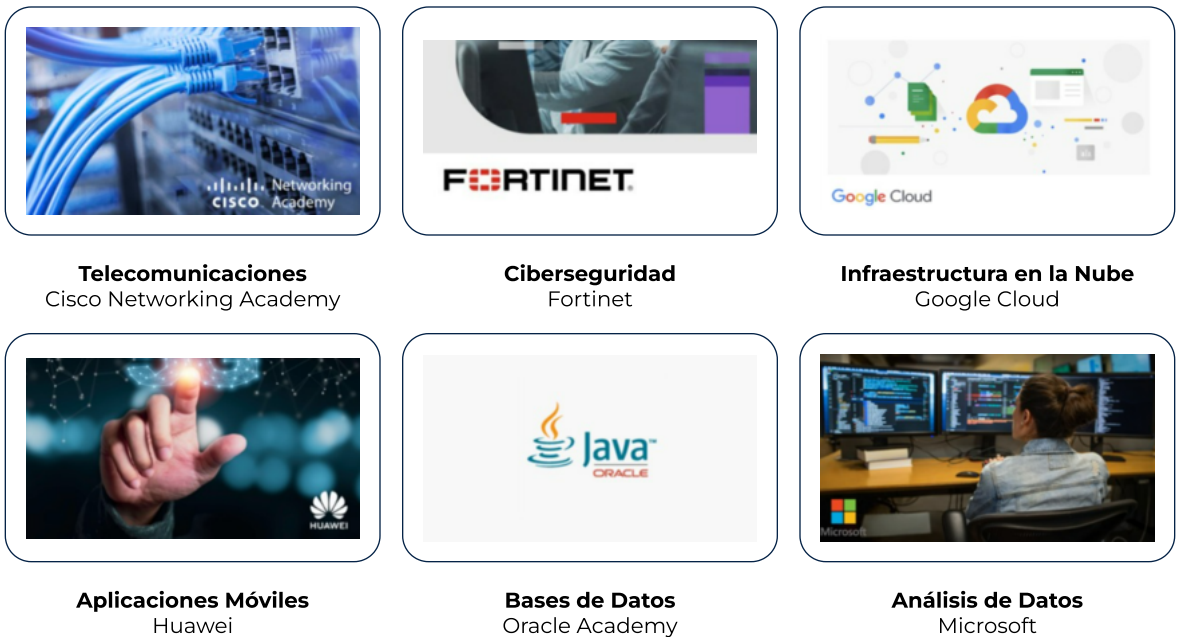 Networking
CISCO Academy
FORTINET®
Google Cloud
Telecomunicaciones
Cisco Networking Academy
Ciberseguridad
Fortinet
Infraestructura en la Nube
Google Cloud
HUAWEI
Java™
ORACLE
Microsoft
Aplicaciones Móviles
Huawei
Bases de Datos
Oracle Academy
Análisis de Datos
Microsoft